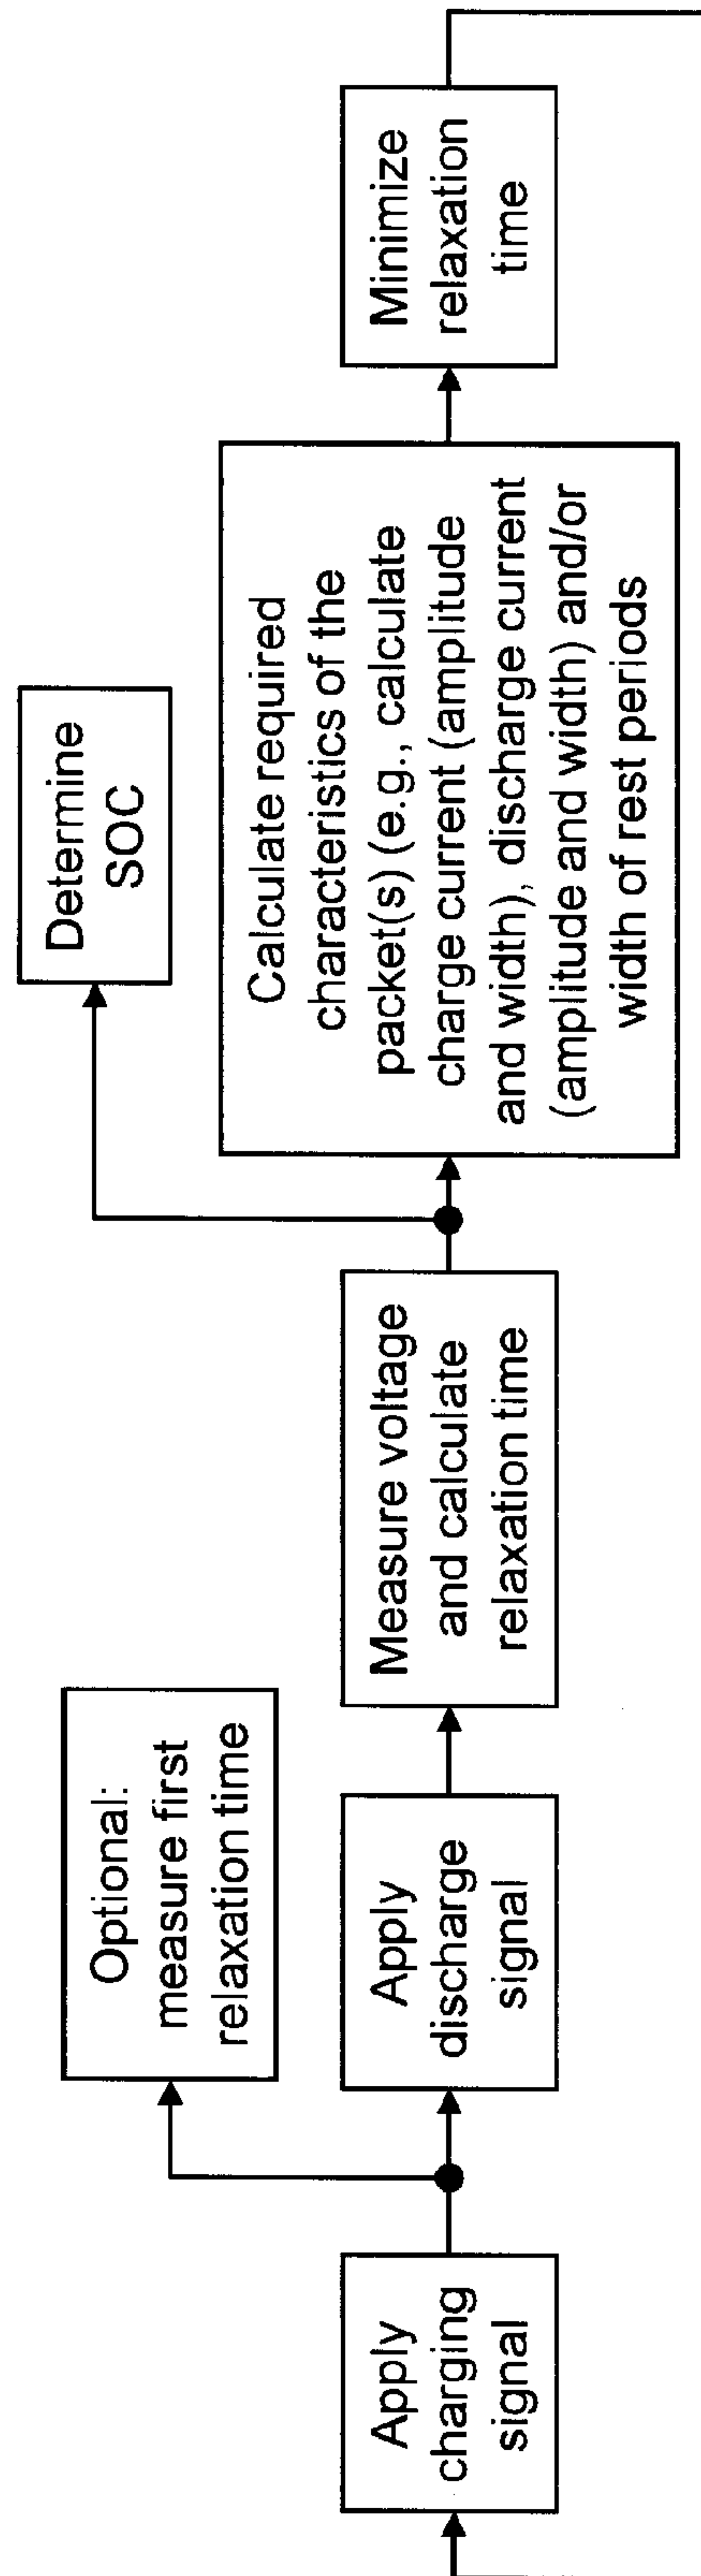 Apply
charging
signal
Optional:
measure first
relaxation time
Apply
discharge
signal
Measure voltage
and calculate
relaxation time
Determine
SOC
Calculate required
characteristics of the
packet(s) (e.g., calculate
charge current (amplitude
and width), discharge current
(amplitude and width) and/or
width of rest periods
Minimize
relaxation
time